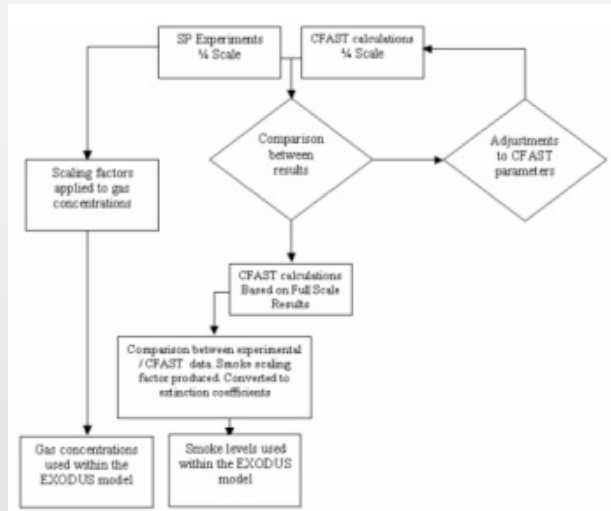 SP Experiments
¼ Scale
CFAST calculations
¼ Scale
Comparison
between
results
Adjustments
to CFAST
parameters
Scaling factors
applied to gas
concentrations
CFAST calculations
Based on Full Scale
Results
Comparison between experimental
/ CFAST data. Smoke scaling
factor produced. Converted to
extinction coefficients
Gas concentrations
used within the
EXODUS model
Smoke levels used
within the EXODUS
model